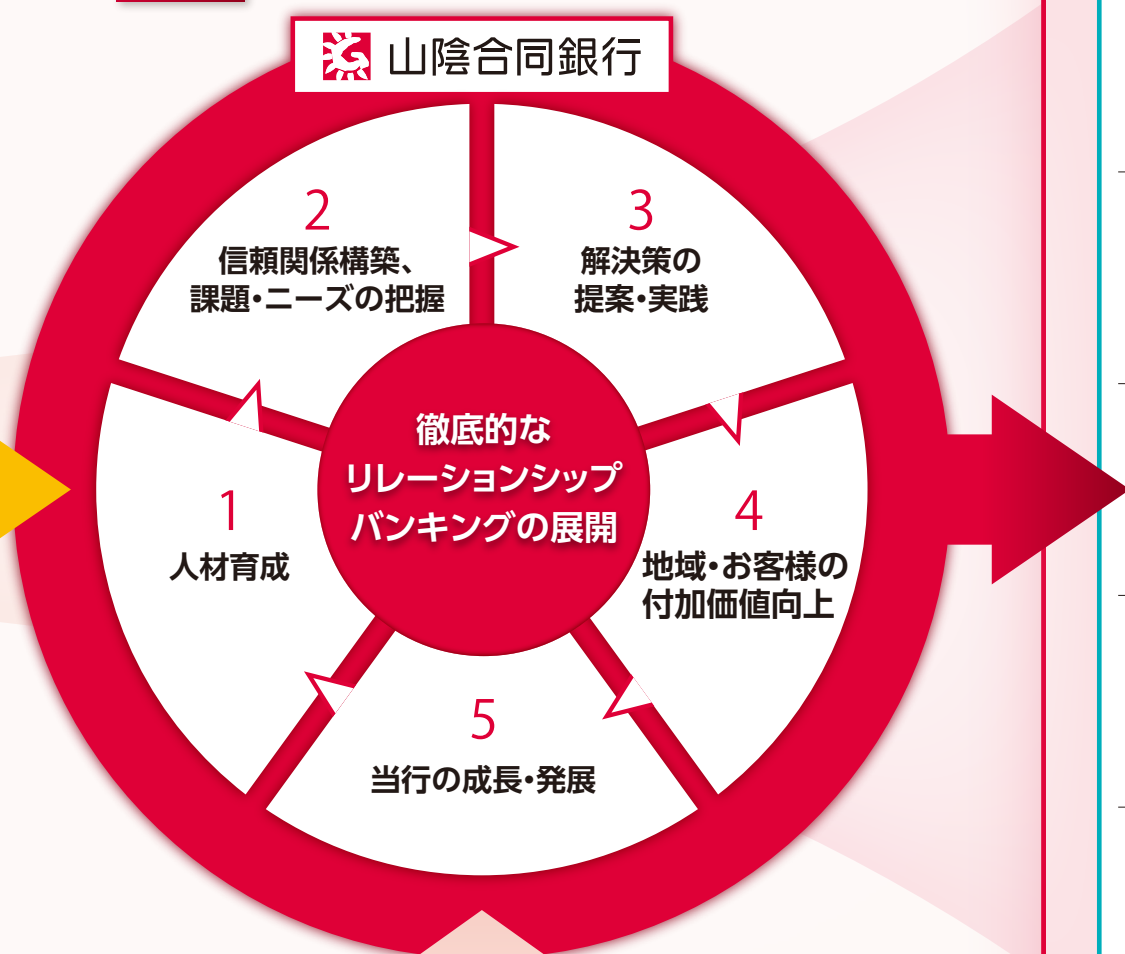 山陰合同銀行
1
人材育成
2
信頼関係構築、
課題・ニーズの把握
3
解決策の
提案・実践
4
地域・お客様の
付加価値向上
5
当行の成長・発展
徹底的な
リレーションシップ
バンキングの展開